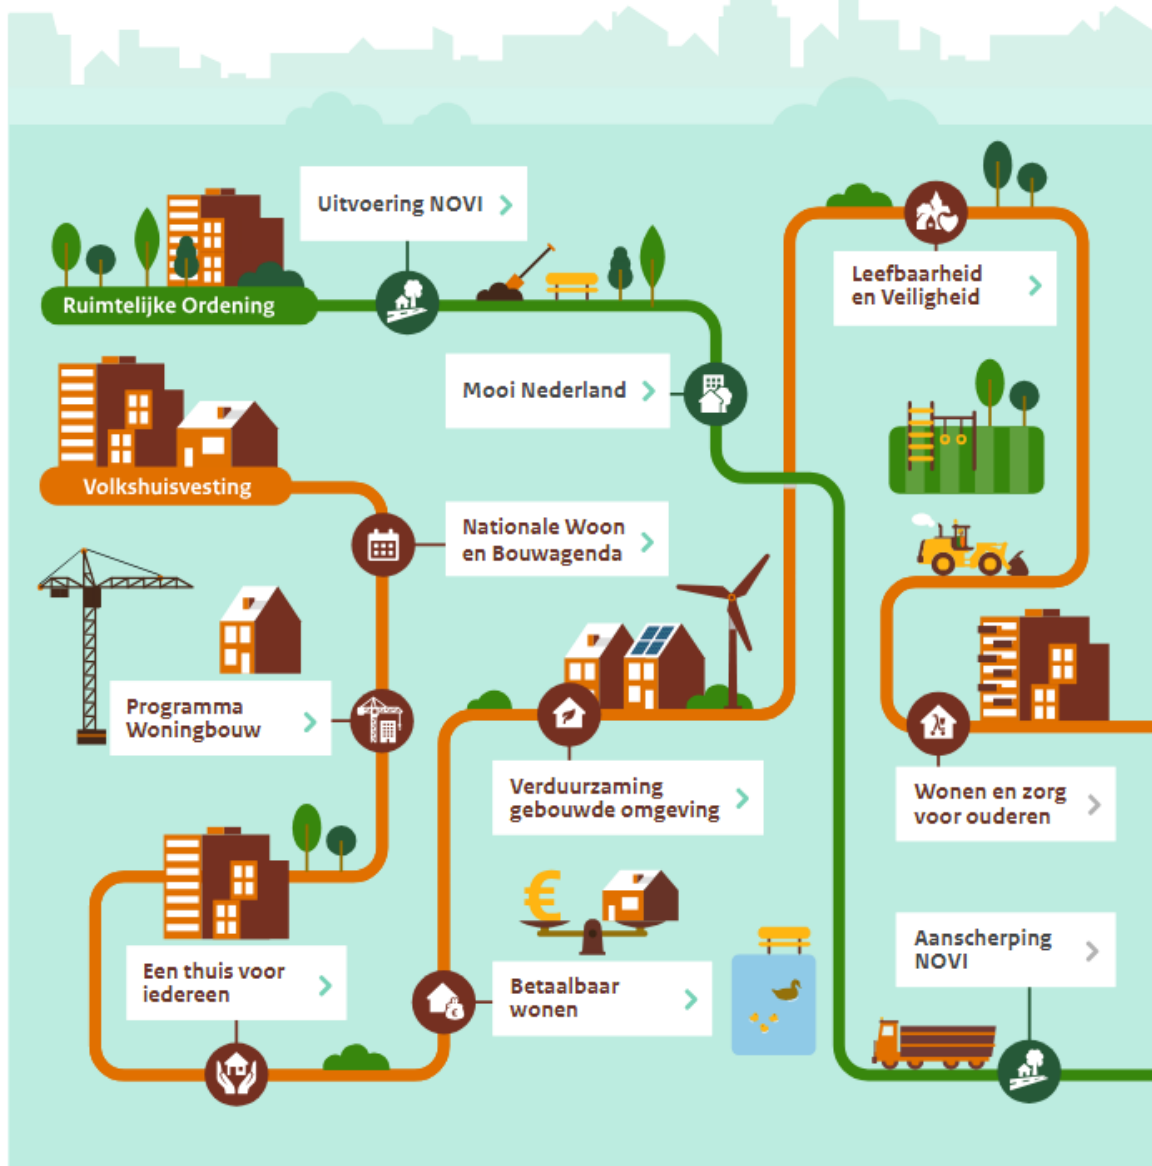 Uitvoering NOVI
Ruimtelijke Ordening
Leefbaarheid
en Veiligheid
Mooi Nederland
Volkshuisvesting
Nationale Woon
en Bouwagenda
Programma
Woningbouw
Verduurzaming
gebouwde omgeving
Wonen en zorg
voor ouderen
€
Een thuis voor
iedereen
Betaalbaar
wonen
Aanscherping
NOVI